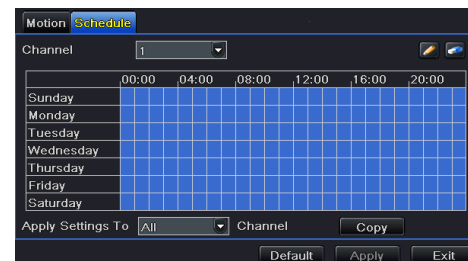 Motion Schedule
Channel 1
00:00 04:00 08:00 12:00 16:00 20:00
Sunday
Monday
Tuesday
Wednesday
Thursday
Friday
Saturday
Apply Settings To All Channel Copy
Default Apply Exit